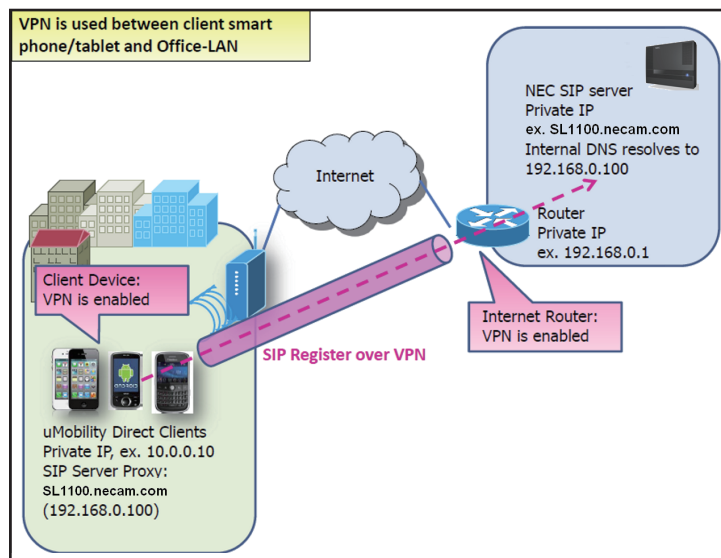 VPN is used between client smart
phone/tablet and Office-LAN
NEC SIP server
Private IP
ex. SL1100.necam.com
Internal DNS resolves to
192.168.0.100
Internet
Router
Private IP
ex. 192.168.0.1
Client Device:
VPN is enabled
Internet Router:
VPN is enabled
SIP Register over VPN
uMobility Direct Clients
Private IP, ex. 10.0.0.10
SIP Server Proxy:
SL1100.necam.com
(192.168.0.100)